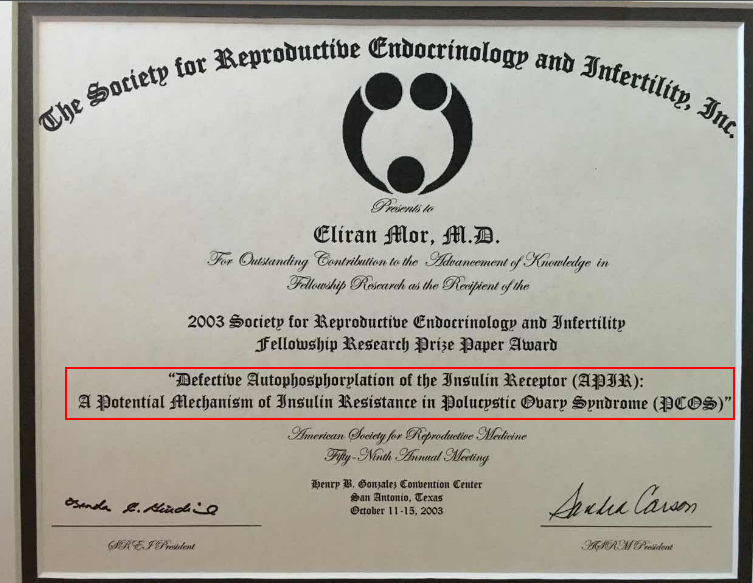 The Society for Reproductive Endocrinology and Infertility, Inc.
Presents to
Eliran Mor, M.D.
For Outstanding Contribution to the Advancement of Knowledge in
Fellowship Research as the Recipient of the
2003 Society for Reproductive Endocrinology and Infertility
Fellowship Research Prize Paper Award
"Defective Autophosphorylation of the Insulin Receptor (APIR):
A Potential Mechanism of Insulin Resistance in Polucystic Ovary Syndrome (PCOS)"
American Society for Reproductive Medicine
Fifty-Ninth Annual Meeting
Henry B. Gonzalez Convention Center
San Antonio, Texas
October 11-15, 2003
Sandra Carson
SREI President
ASRM President